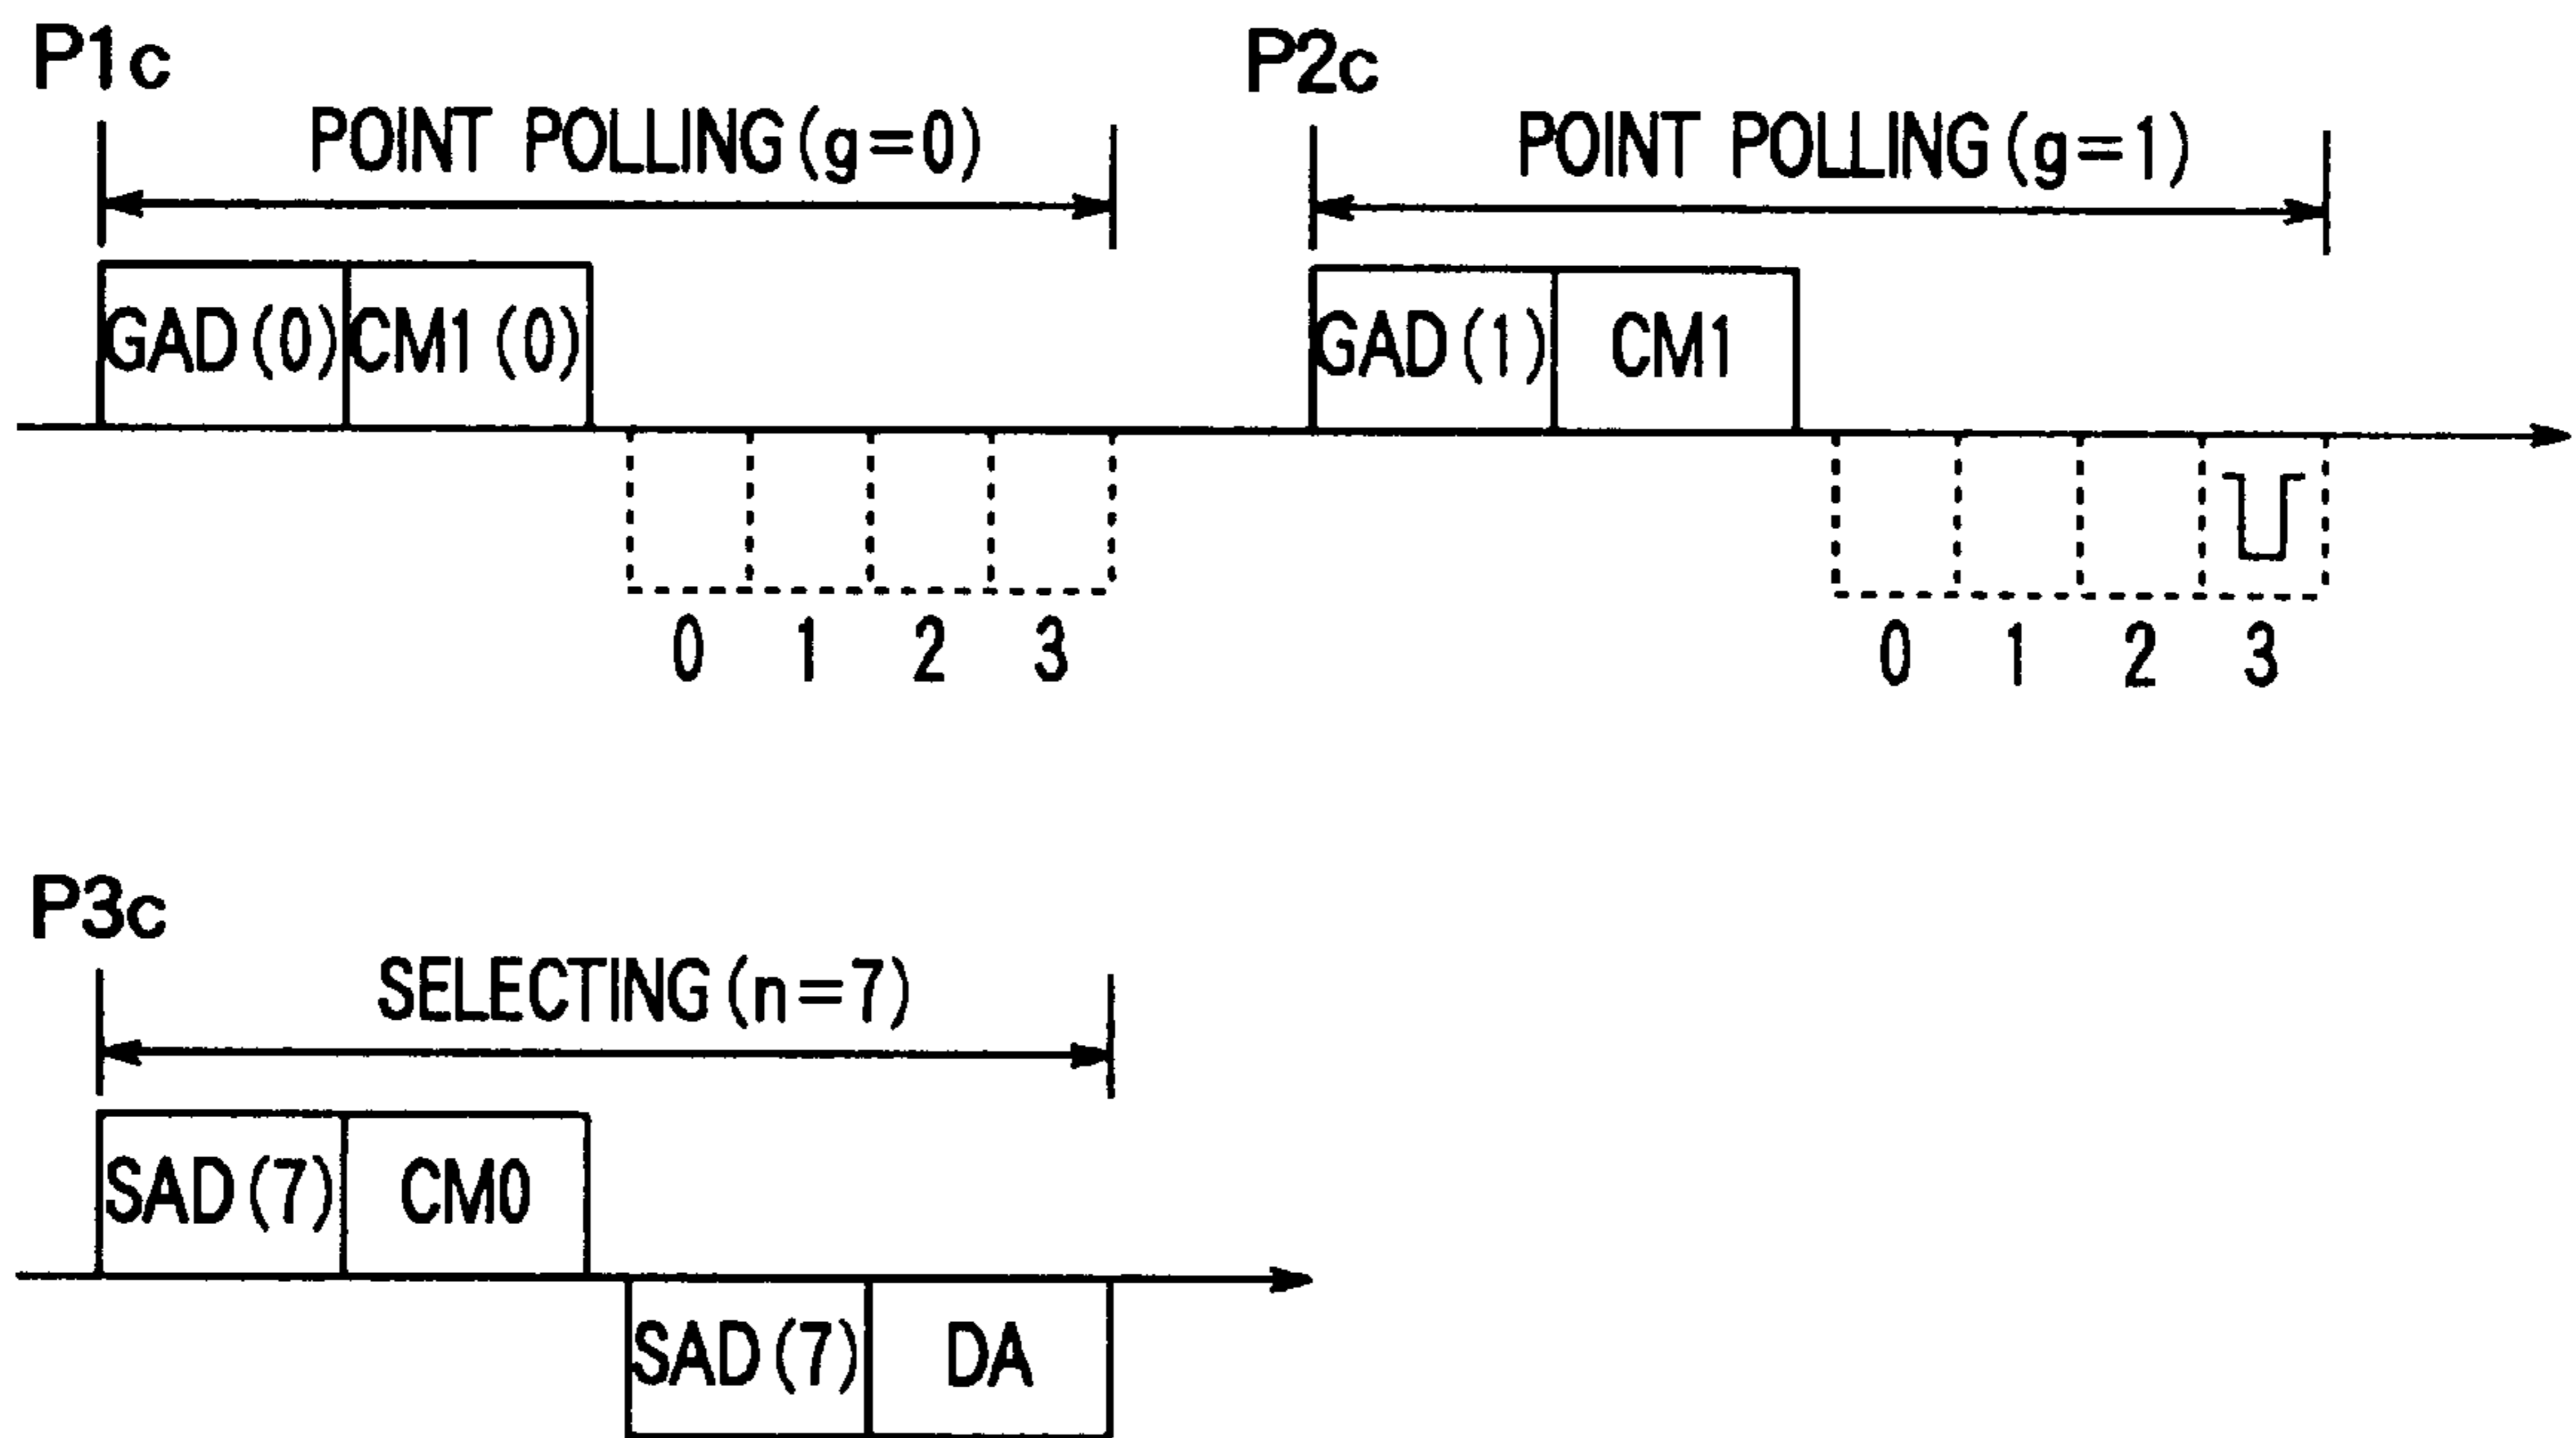 P1c
P2c
POINT POLLING(g=0)
POINT POLLING(g=1)
GAD(0) CM1(0)
GAD(1) CM1
0 1 2 3
0 1 2 3
P3c
SELECTING(n=7)
SAD(7) CM0
SAD(7) DA